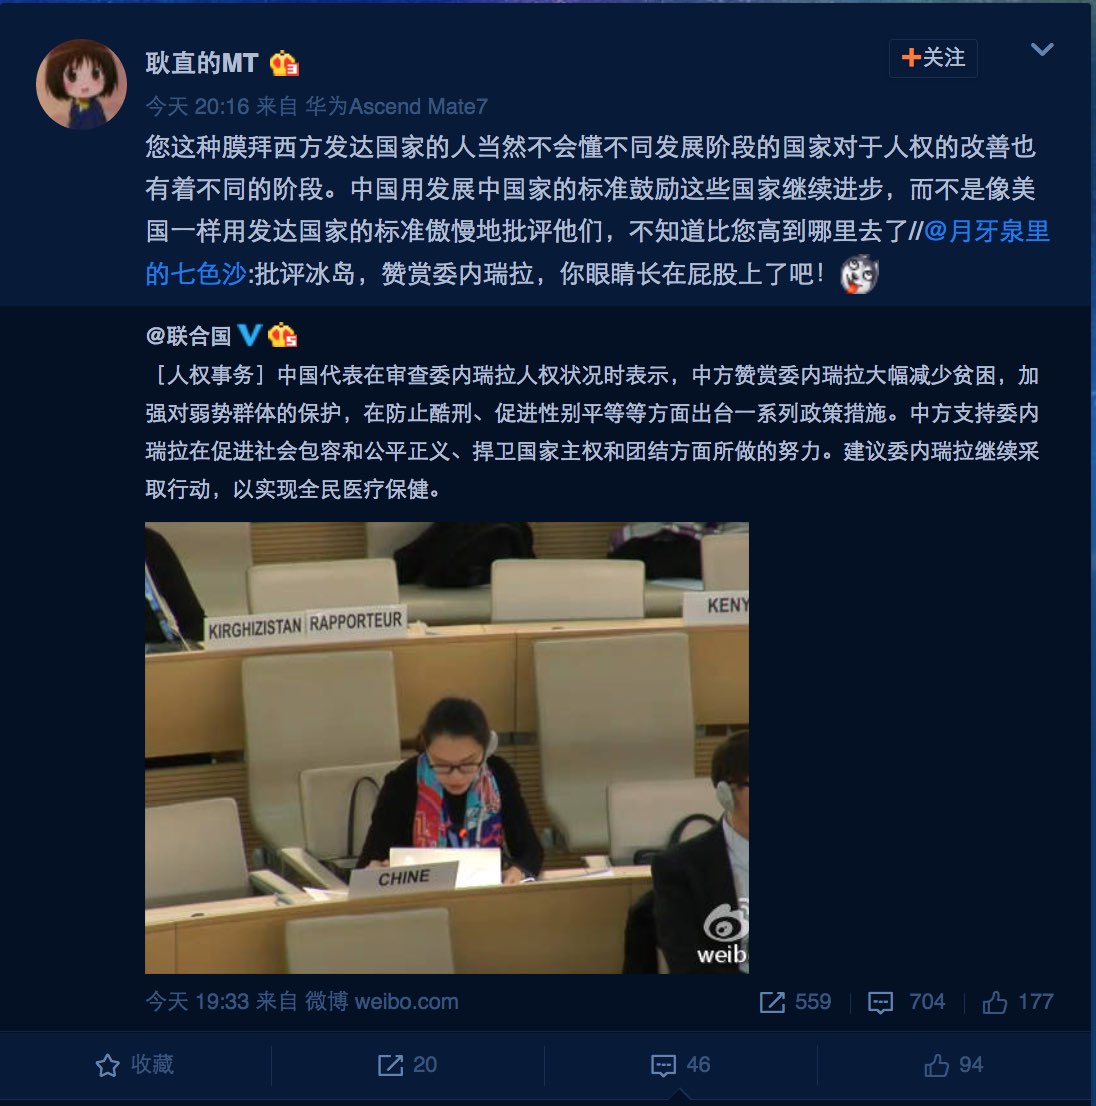 耿直的MT
+关注
今天 20:16 来自 华为Ascend Mate7
您这种膜拜西方发达国家的人当然不会懂不同发展阶段的国家对于人权的改善也
有着不同的阶段。中国用发展中国家的标准鼓励这些国家继续进步，而不是像美
国一样用发达国家的标准傲慢地批评他们，不知道比您高到哪里去了//@月牙泉里
的七色沙:批评冰岛，赞赏委内瑞拉，你眼睛长在屁股上了吧！
@联合国
［人权事务］中国代表在审查委内瑞拉人权状况时表示，中方赞赏委内瑞拉大幅减少贫困，加
强对弱势群体的保护，在防止酷刑、促进性别平等等方面出台一系列政策措施。中方支持委内
瑞拉在促进社会包容和公平正义、捍卫国家主权和团结方面所做的努力。建议委内瑞拉继续采
取行动，以实现全民医疗保健。
KIRGHIZISTAN RAPPORTEUR
KENY
CHINE
weib
今天 19:33 来自 微博 weibo.com
559
704
177
收藏
20
46
94